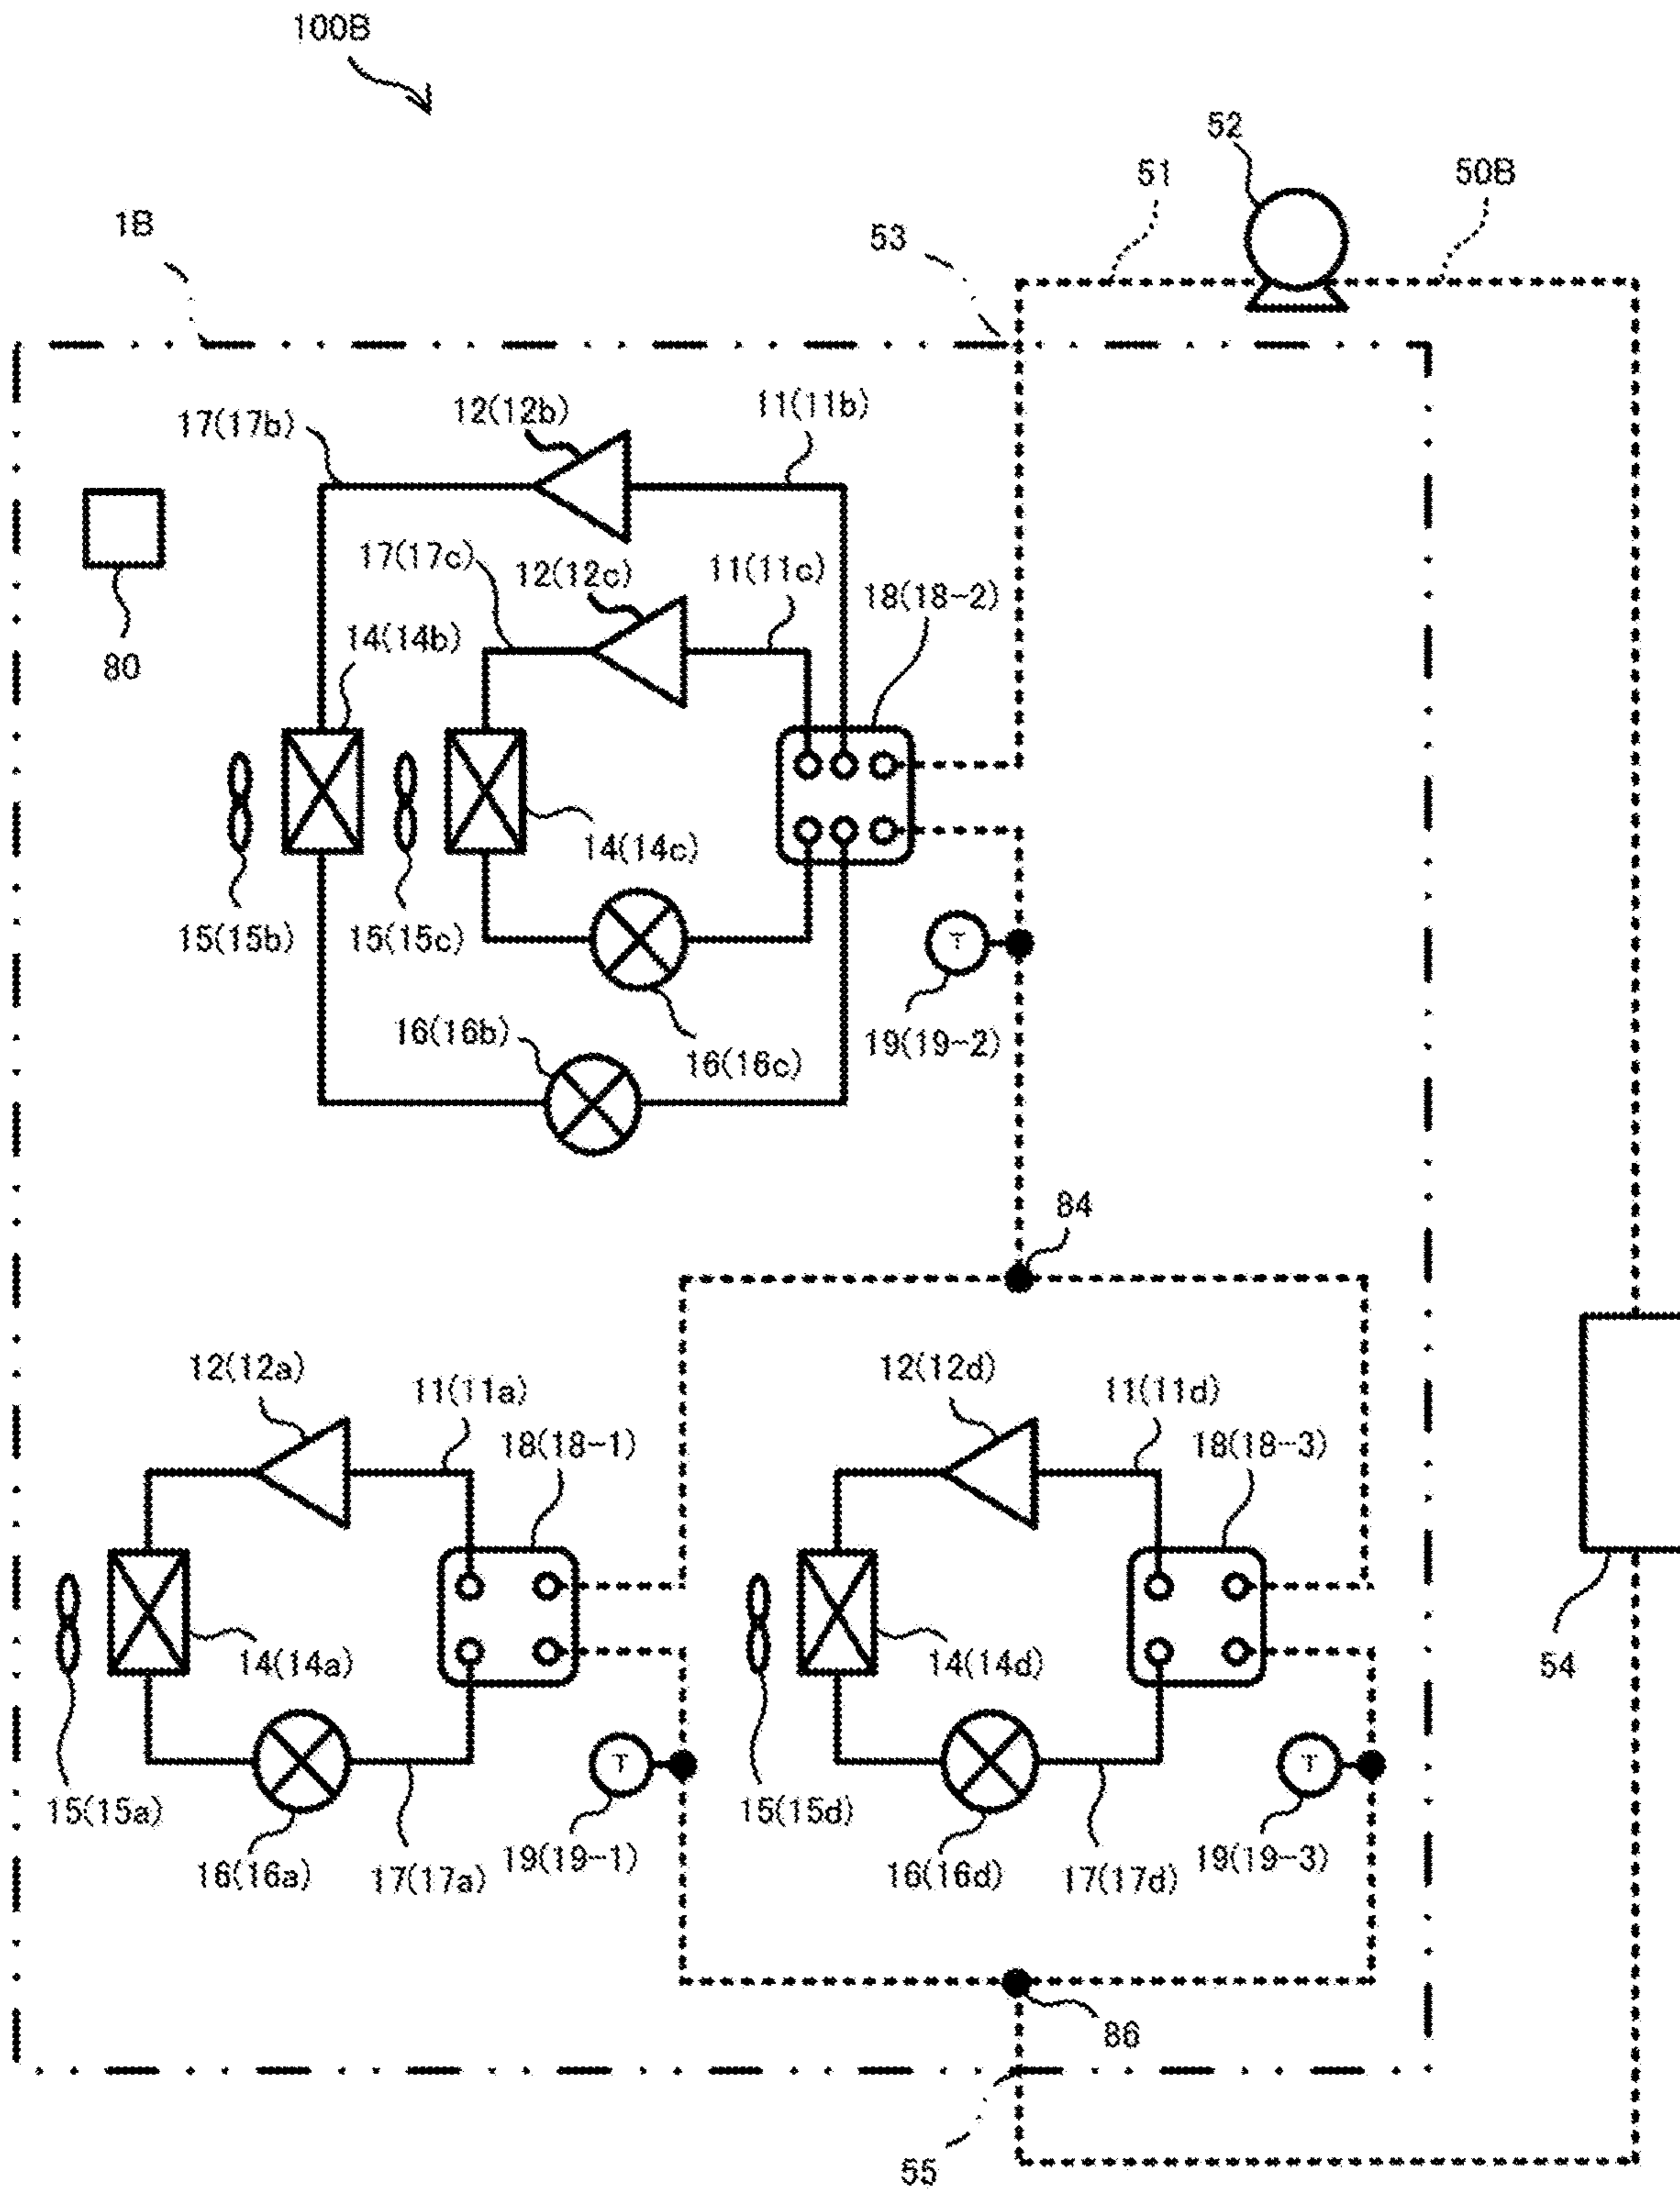 100B
52
51
50B
1B
53
12(12b)
11(11b)
17(17b)
17(17c)
12(12c)
11(11c)
18(18-2)
14(14b)
80
14(14c)
15(15b)
15(15c)
T
16(16b)
19(19-2)
16(16c)
84
12(12a)
11(11a)
12(12d)
11(11d)
18(18-1)
18(18-3)
14(14a)
14(14d)
54
T
T
15(15a)
15(15d)
16(16a)
17(17a)
19(19-1)
16(16d)
17(17d)
19(19-3)
86
55